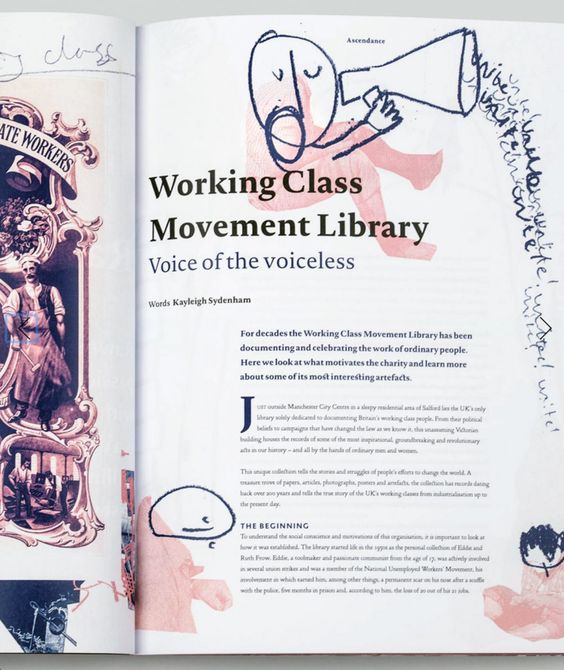 class
ATE WORKERS
Ascendance
unite!
unite!
unite!
unite!
Working Class
Movement Library
Voice of the voiceless
Words Kayleigh Sydenham
For decades the Working Class Movement Library has been
documenting and celebrating the work of ordinary people.
Here we look at what motivates the charity and learn more
about some of its most interesting artefacts.
Just outside Manchester City Centre in a sleepy residential area of Salford lies the UK's only
library solely dedicated to documenting Britain's working class people. From their political
beliefs to campaigns that have changed the law as we know it, this unassuming Victorian
building houses the records of some of the most inspirational, groundbreaking and revolutionary
acts in our history – and all by the hands of ordinary men and women.
This unique collection tells the stories and struggles of people's efforts to change the world. A
treasure trove of papers, articles, photographs, posters and artefacts, the collection has records dating
back over 200 years and tells the true story of the UK's working classes from industrialisation up to
the present day.
THE BEGINNING
To understand the social conscience and motivations of this organisation, it is important to look at
how it was established. The library started life in the 1950s as the personal collection of Eddie and
Ruth Frow. Eddie, a toolmaker and passionate communist from the age of 17, was actively involved
in several union strikes and was a member of the National Unemployed Workers' Movement, his
involvement in which earned him, among other things, a permanent scar on his nose after a scuffle
with the police, five months in prison and, according to him, the loss of 20 out of his 21 jobs.